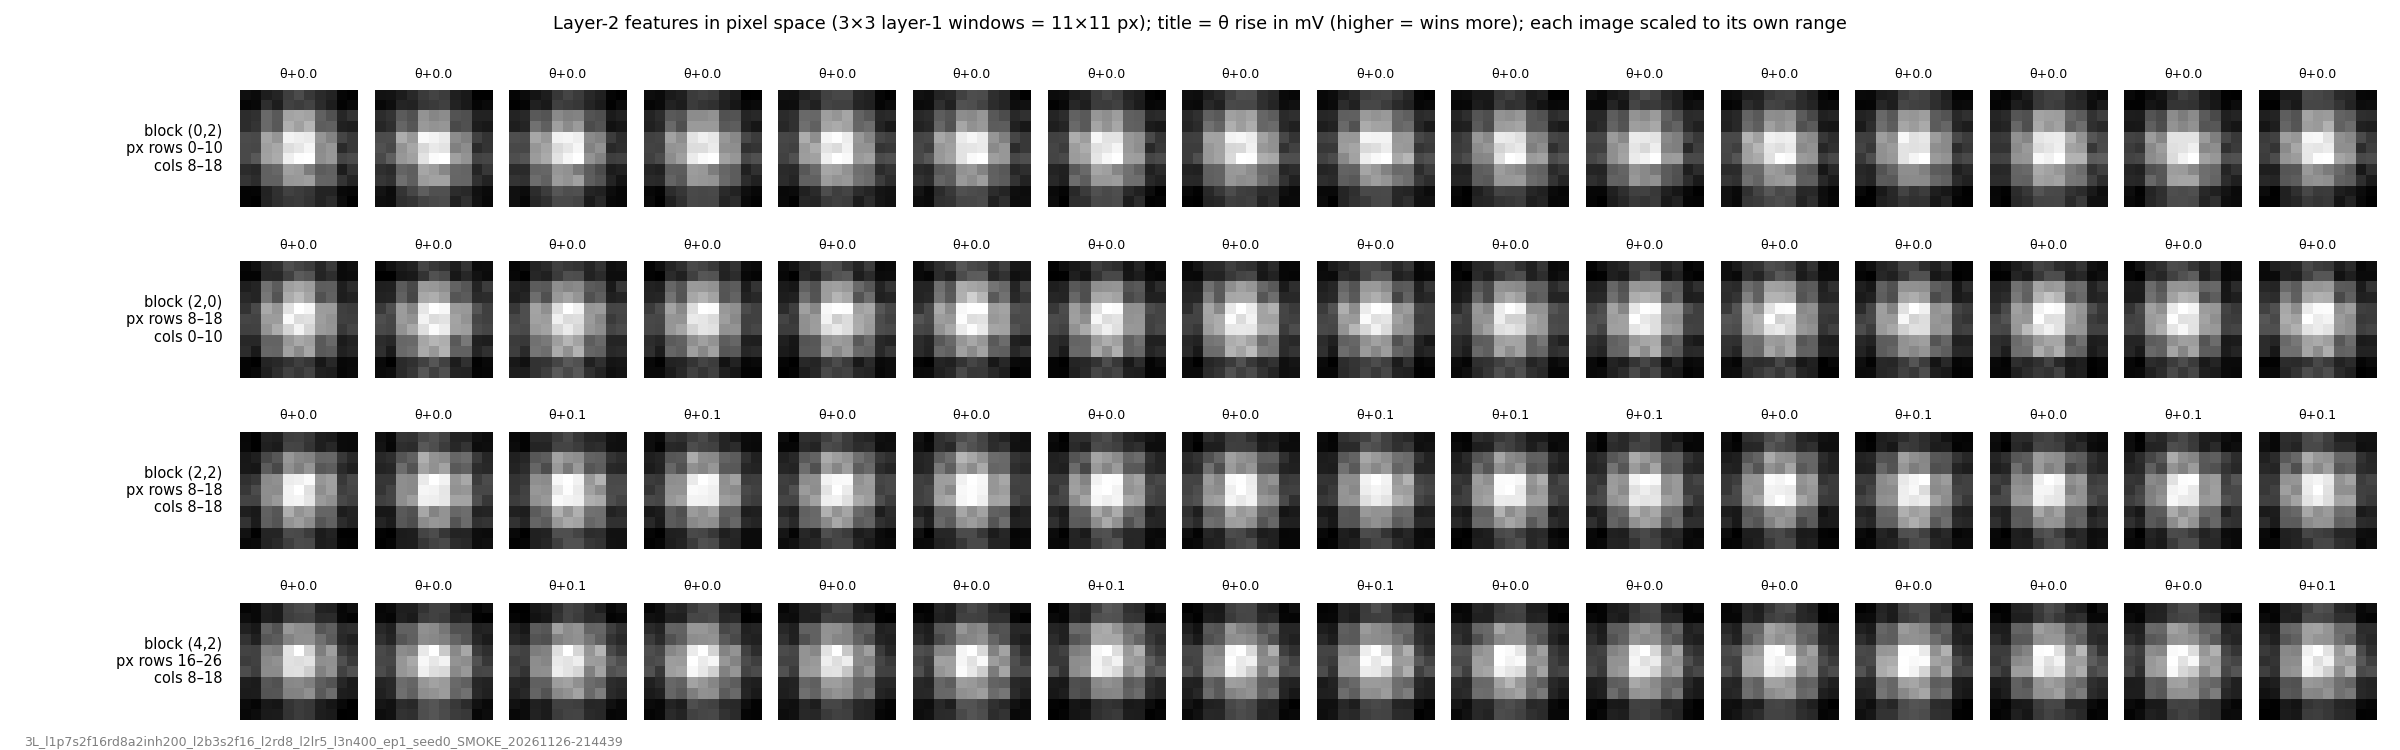 Layer-2 features in pixel space (3×3 layer-1 windows = 11×11 px); title = θ rise in mV (higher = wins more); each image scaled to its own range
θ+0.0 θ+0.0 θ+0.0 θ+0.0 θ+0.0 θ+0.0 θ+0.0 θ+0.0 θ+0.0 θ+0.0 θ+0.0 θ+0.0 θ+0.0 θ+0.0 θ+0.0 θ+0.0
block (0,2)
px rows 0–10
cols 8–18
θ+0.0 θ+0.0 θ+0.0 θ+0.0 θ+0.0 θ+0.0 θ+0.0 θ+0.0 θ+0.0 θ+0.0 θ+0.0 θ+0.0 θ+0.0 θ+0.0 θ+0.0 θ+0.0
block (2,0)
px rows 8–18
cols 0–10
θ+0.0 θ+0.0 θ+0.1 θ+0.1 θ+0.0 θ+0.0 θ+0.0 θ+0.0 θ+0.1 θ+0.1 θ+0.1 θ+0.0 θ+0.1 θ+0.0 θ+0.1 θ+0.1
block (2,2)
px rows 8–18
cols 8–18
θ+0.0 θ+0.0 θ+0.1 θ+0.0 θ+0.0 θ+0.0 θ+0.1 θ+0.0 θ+0.1 θ+0.0 θ+0.0 θ+0.0 θ+0.0 θ+0.0 θ+0.0 θ+0.1
block (4,2)
px rows 16–26
cols 8–18
3L_l1p7s2f16rd8a2inh200_l2b3s2f16_l2rd8_l2lr5_l3n400_ep1_seed0_SMOKE_20261126-214439